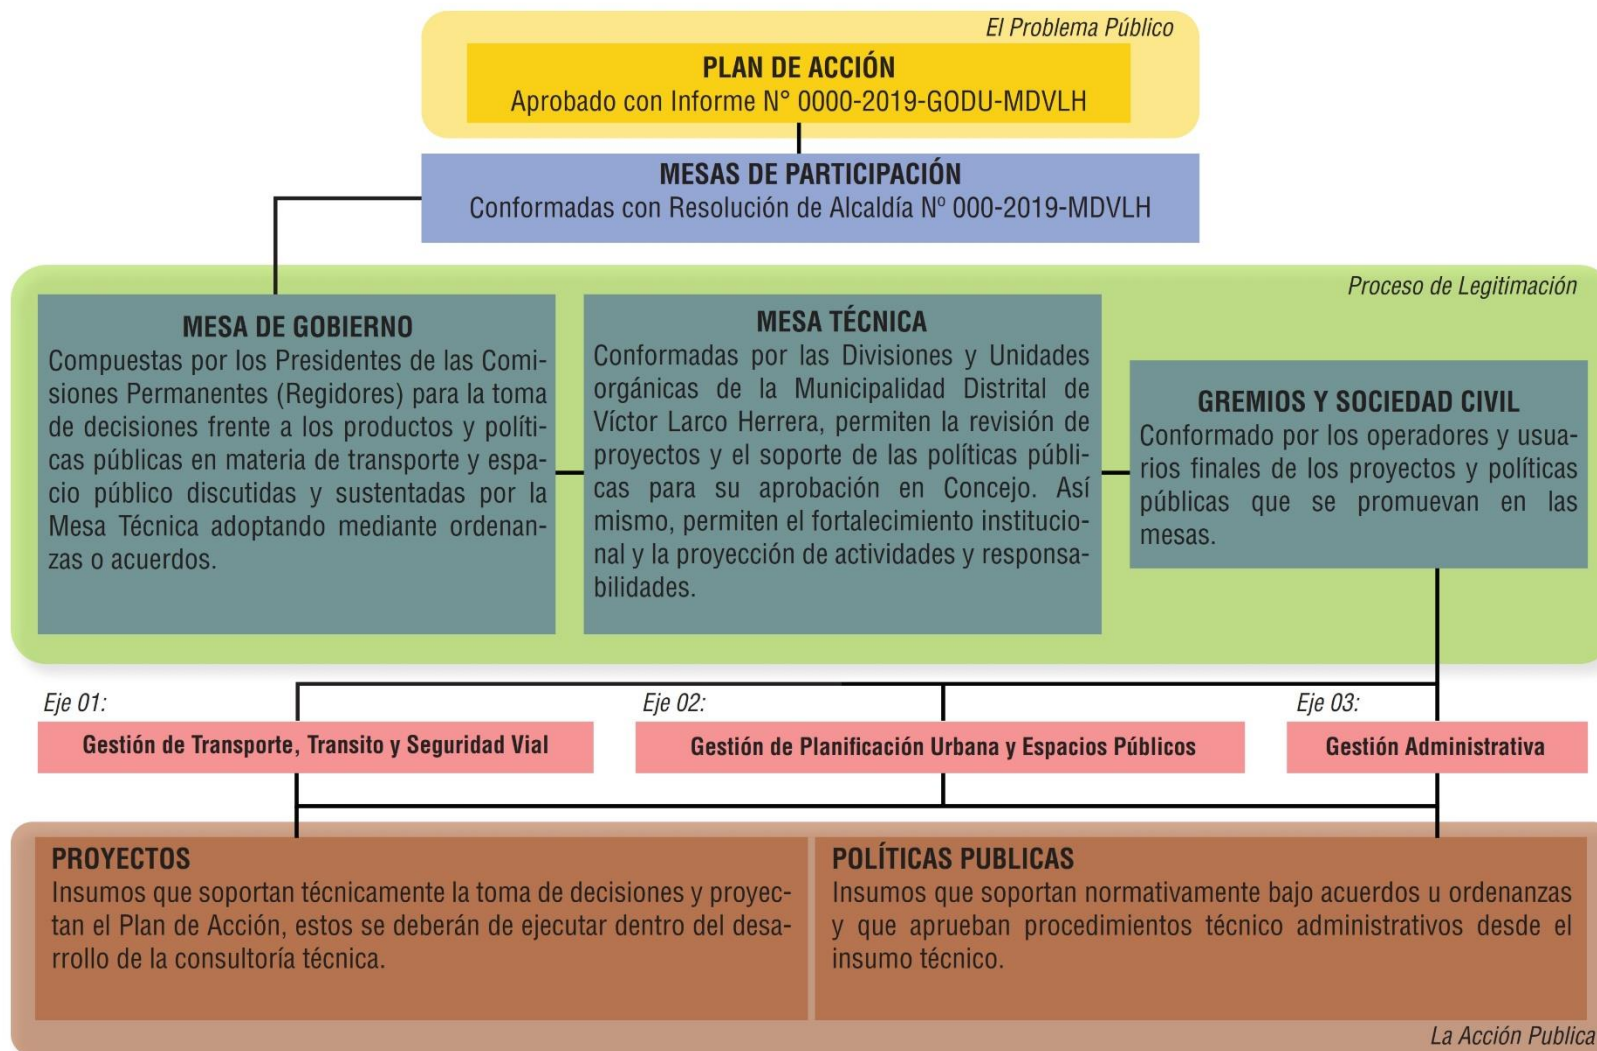 El Problema Público
PLAN DE ACCIÓN
Aprobado con Informe N° 0000-2019-GODU-MDVLH
MESAS DE PARTICIPACIÓN
Conformadas con Resolución de Alcaldía Nº 000-2019-MDVLH
Proceso de Legitimación
MESA DE GOBIERNO
Compuestas por los Presidentes de las Comi-
siones Permanentes (Regidores) para la toma
de decisiones frente a los productos y políti-
cas públicas en materia de transporte y espa-
cio público discutidas y sustentadas por la
Mesa Técnica adoptando mediante ordenan-
zas o acuerdos.
MESA TÉCNICA
Conformadas por las Divisiones y Unidades
orgánicas de la Municipalidad Distrital de
Víctor Larco Herrera, permiten la revisión de
proyectos y el soporte de las políticas públi-
cas para su aprobación en Concejo. Así
mismo, permiten el fortalecimiento institucio-
nal y la proyección de actividades y responsa-
bilidades.
GREMIOS Y SOCIEDAD CIVIL
Conformado por los operadores y usua-
rios finales de los proyectos y políticas
públicas que se promuevan en las
mesas.
Eje 01:
Gestión de Transporte, Transito y Seguridad Vial
Eje 02:
Gestión de Planificación Urbana y Espacios Públicos
Eje 03:
Gestión Administrativa
PROYECTOS
Insumos que soportan técnicamente la toma de decisiones y proyec-
tan el Plan de Acción, estos se deberán de ejecutar dentro del desa-
rrollo de la consultoría técnica.
POLÍTICAS PUBLICAS
Insumos que soportan normativamente bajo acuerdos u ordenanzas
y que aprueban procedimientos técnico administrativos desde el
insumo técnico.
La Acción Publica